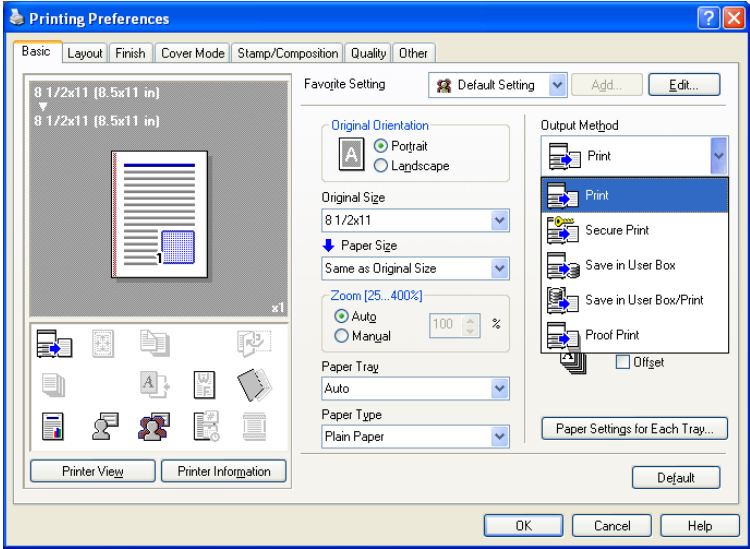 Printing Preferences
Basic Layout Finish Cover Mode Stamp/Composition Quality Other
8 1/2x11 (8.5x11 in)
8 1/2x11 (8.5x11 in)
1
x1
Printer View Printer Information
Favorite Setting Default Setting Add... Edit...
Original Orientation
A
Portrait
Landscape
Original Size
8 1/2x11
Paper Size
Same as Original Size
Zoom [25...400%]
Auto
Manual
100 %
Paper Tray
Auto
Paper Type
Plain Paper
Output Method
Print
Print
Secure Print
Save in User Box
Save in User Box/Print
Proof Print
Offset
Paper Settings for Each Tray...
Default
OK Cancel Help